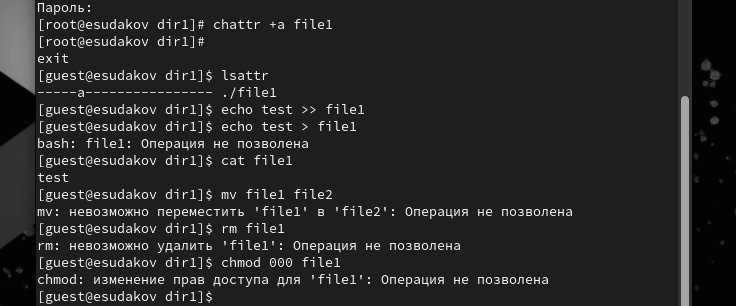 Пароль:
[root@esudakov dir1]# chattr +a file1
[root@esudakov dir1]#
exit
[guest@esudakov dir1]$ lsattr
-----a---------------- ./file1
[guest@esudakov dir1]$ echo test >> file1
[guest@esudakov dir1]$ echo test > file1
bash: file1: Операция не позволена
[guest@esudakov dir1]$ cat file1
test
[guest@esudakov dir1]$ mv file1 file2
mv: невозможно переместить 'file1' в 'file2': Операция не позволена
[guest@esudakov dir1]$ rm file1
rm: невозможно удалить 'file1': Операция не позволена
[guest@esudakov dir1]$ chmod 000 file1
chmod: изменение прав доступа для 'file1': Операция не позволена
[guest@esudakov dir1]$